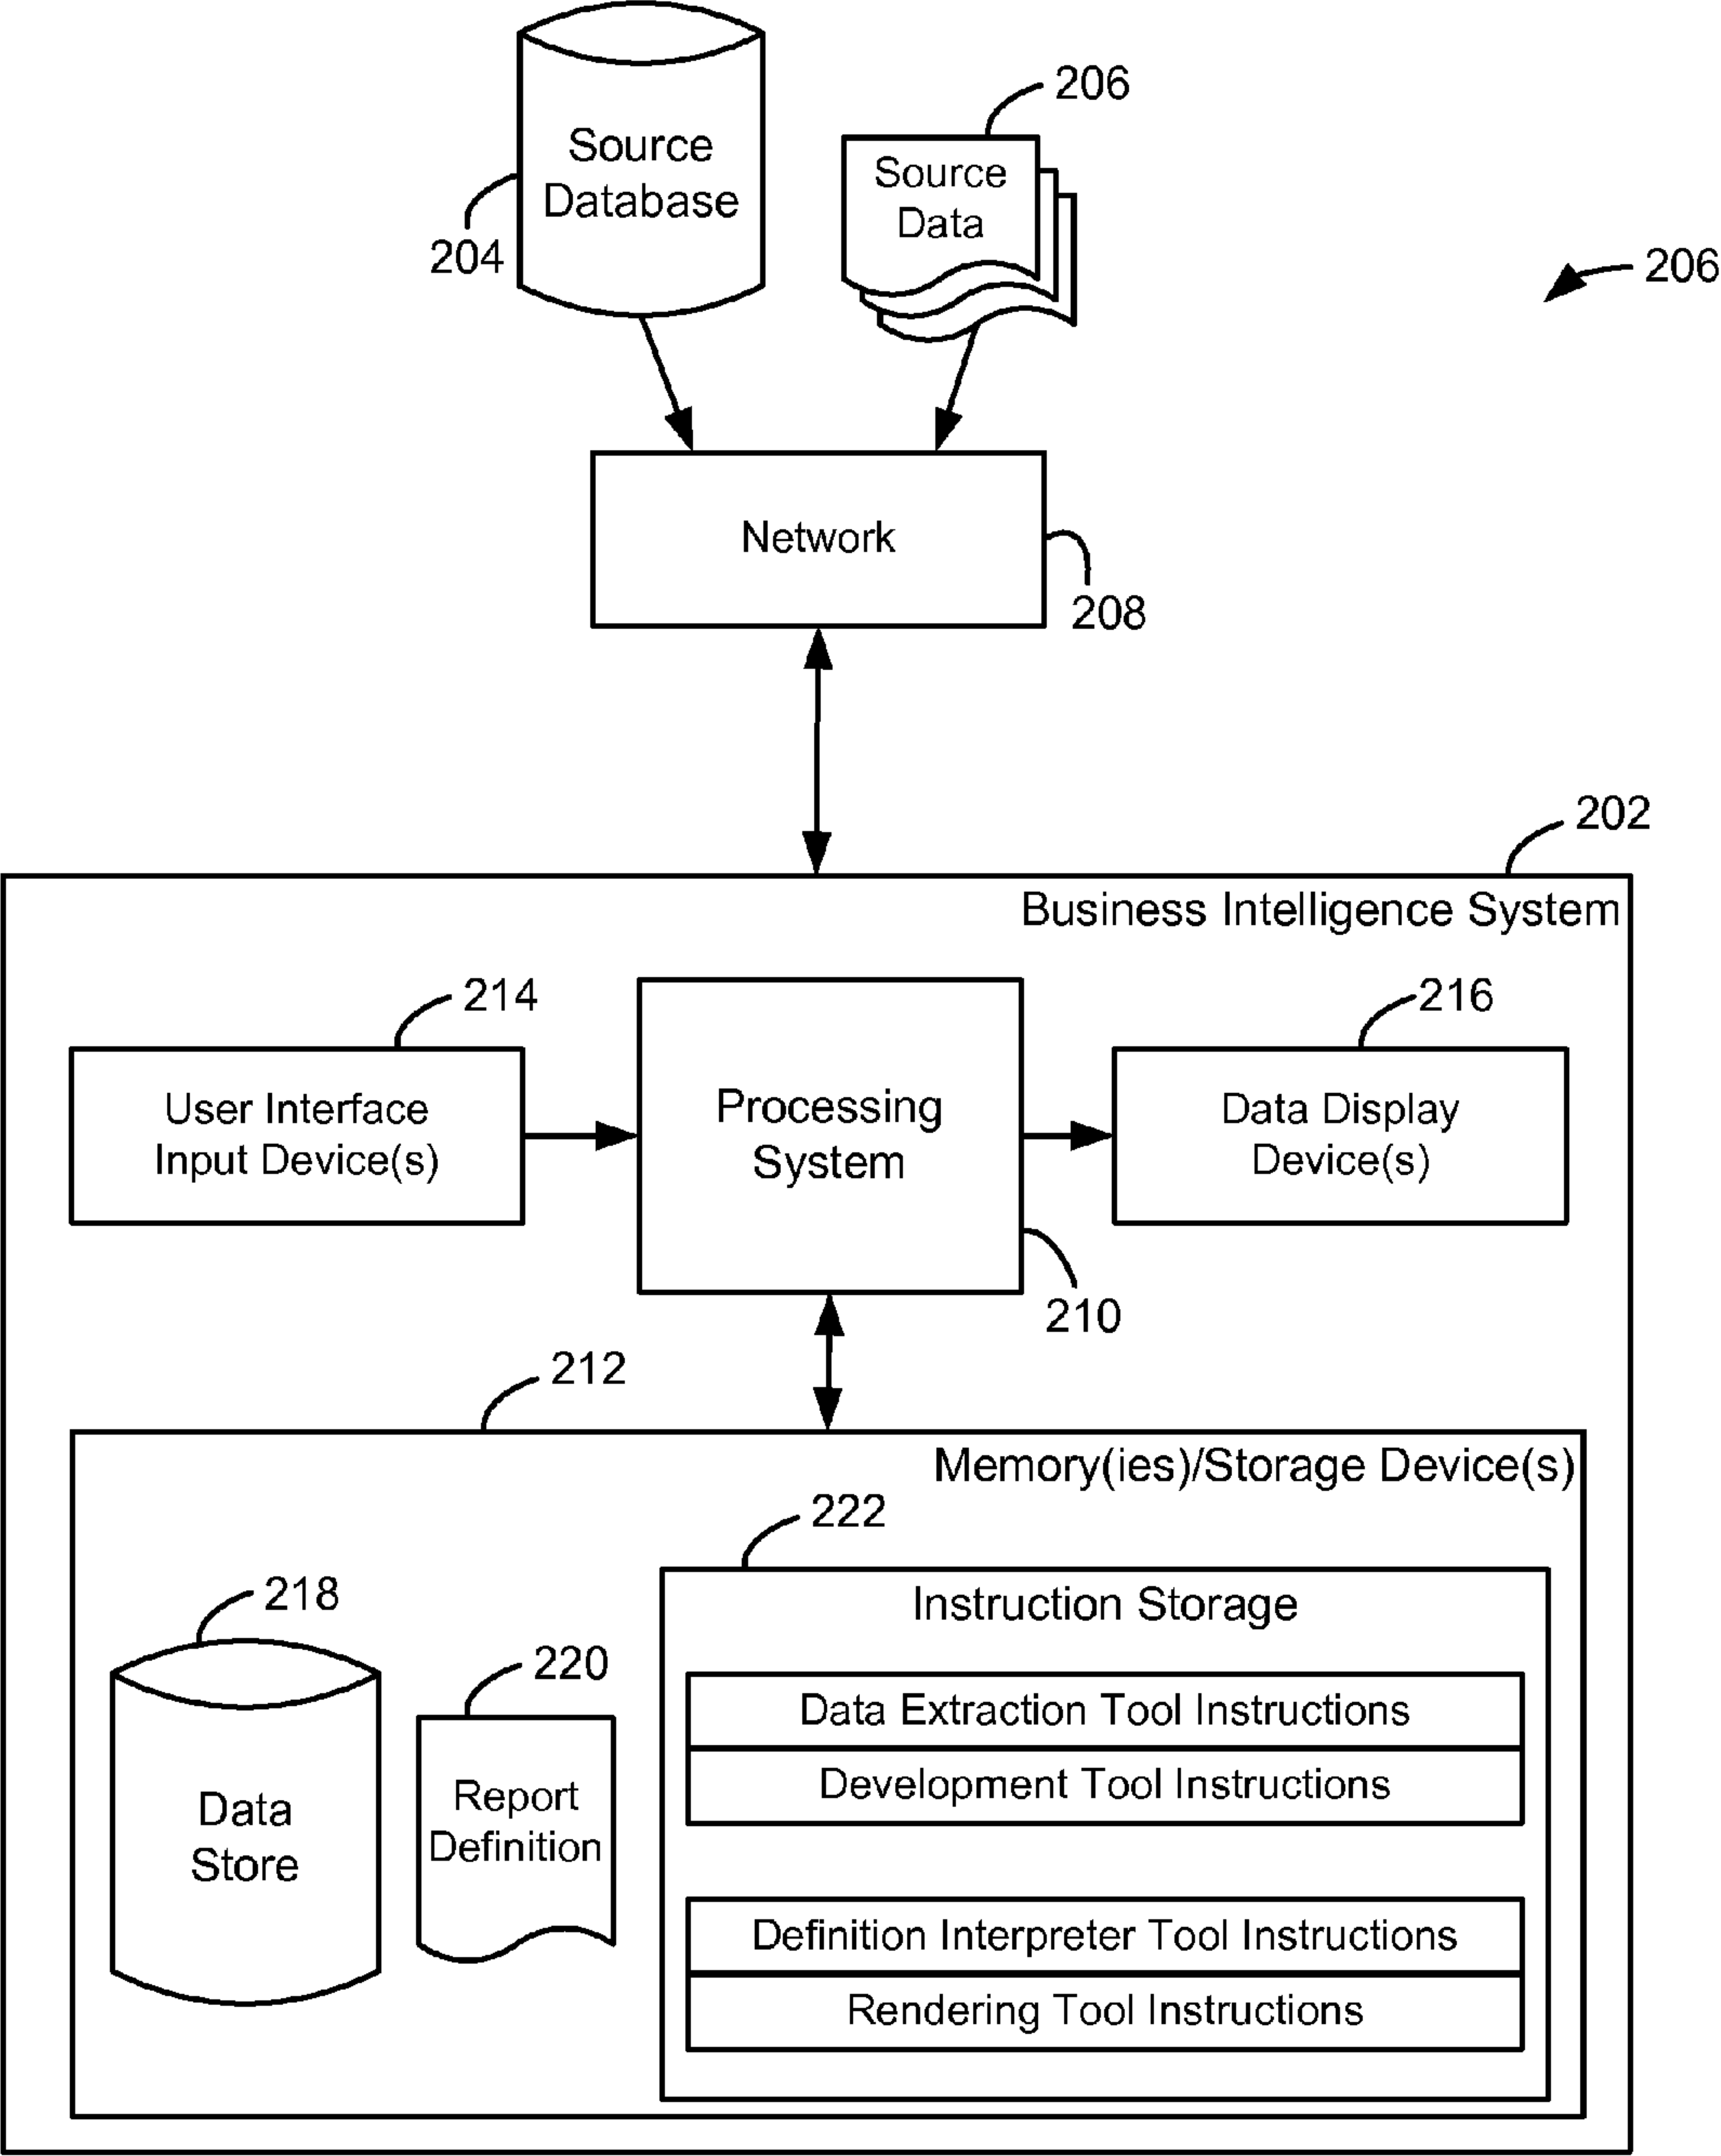 206
Source
Database
Source
Data
204
206
Network
208
202
Business Intelligence System
214
216
User Interface
Input Device(s)
Processing
System
Data Display
Device(s)
210
212
Memory(ies)/Storage Device(s)
222
218
Instruction Storage
220
Data Extraction Tool Instructions
Development Tool Instructions
Data
Store
Report
Definition
Definition Interpreter Tool Instructions
Rendering Tool Instructions